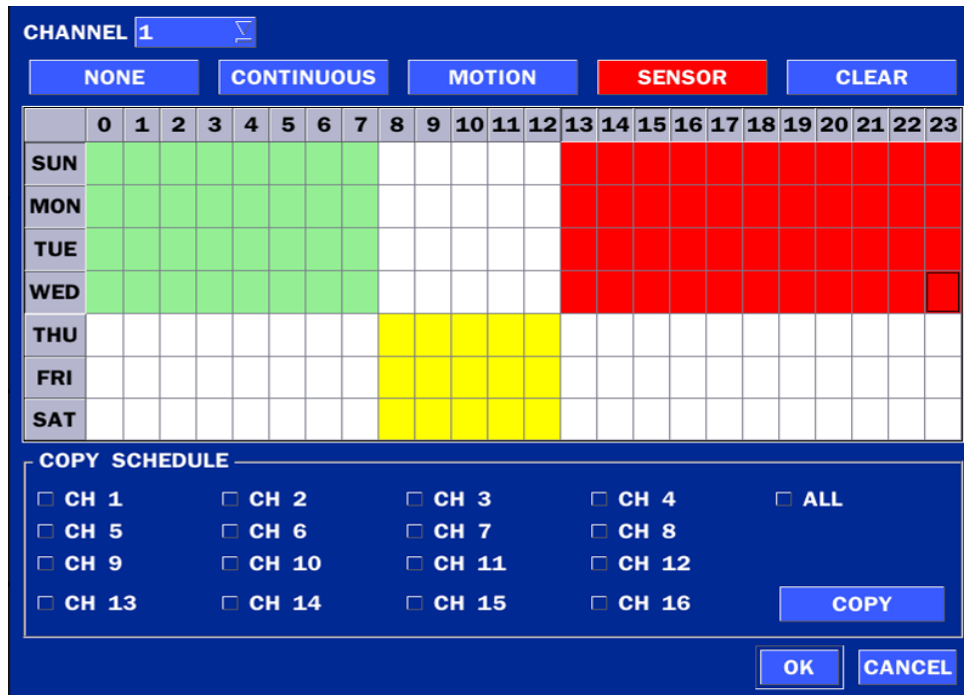 CHANNEL 1
NONE CONTINUOUS MOTION SENSOR CLEAR
0 1 2 3 4 5 6 7 8 9 10 11 12 13 14 15 16 17 18 19 20 21 22 23
SUN
MON
TUE
WED
THU
FRI
SAT
COPY SCHEDULE
CH 1 CH 2 CH 3 CH 4 ALL
CH 5 CH 6 CH 7 CH 8
CH 9 CH 10 CH 11 CH 12
CH 13 CH 14 CH 15 CH 16 COPY
OK CANCEL